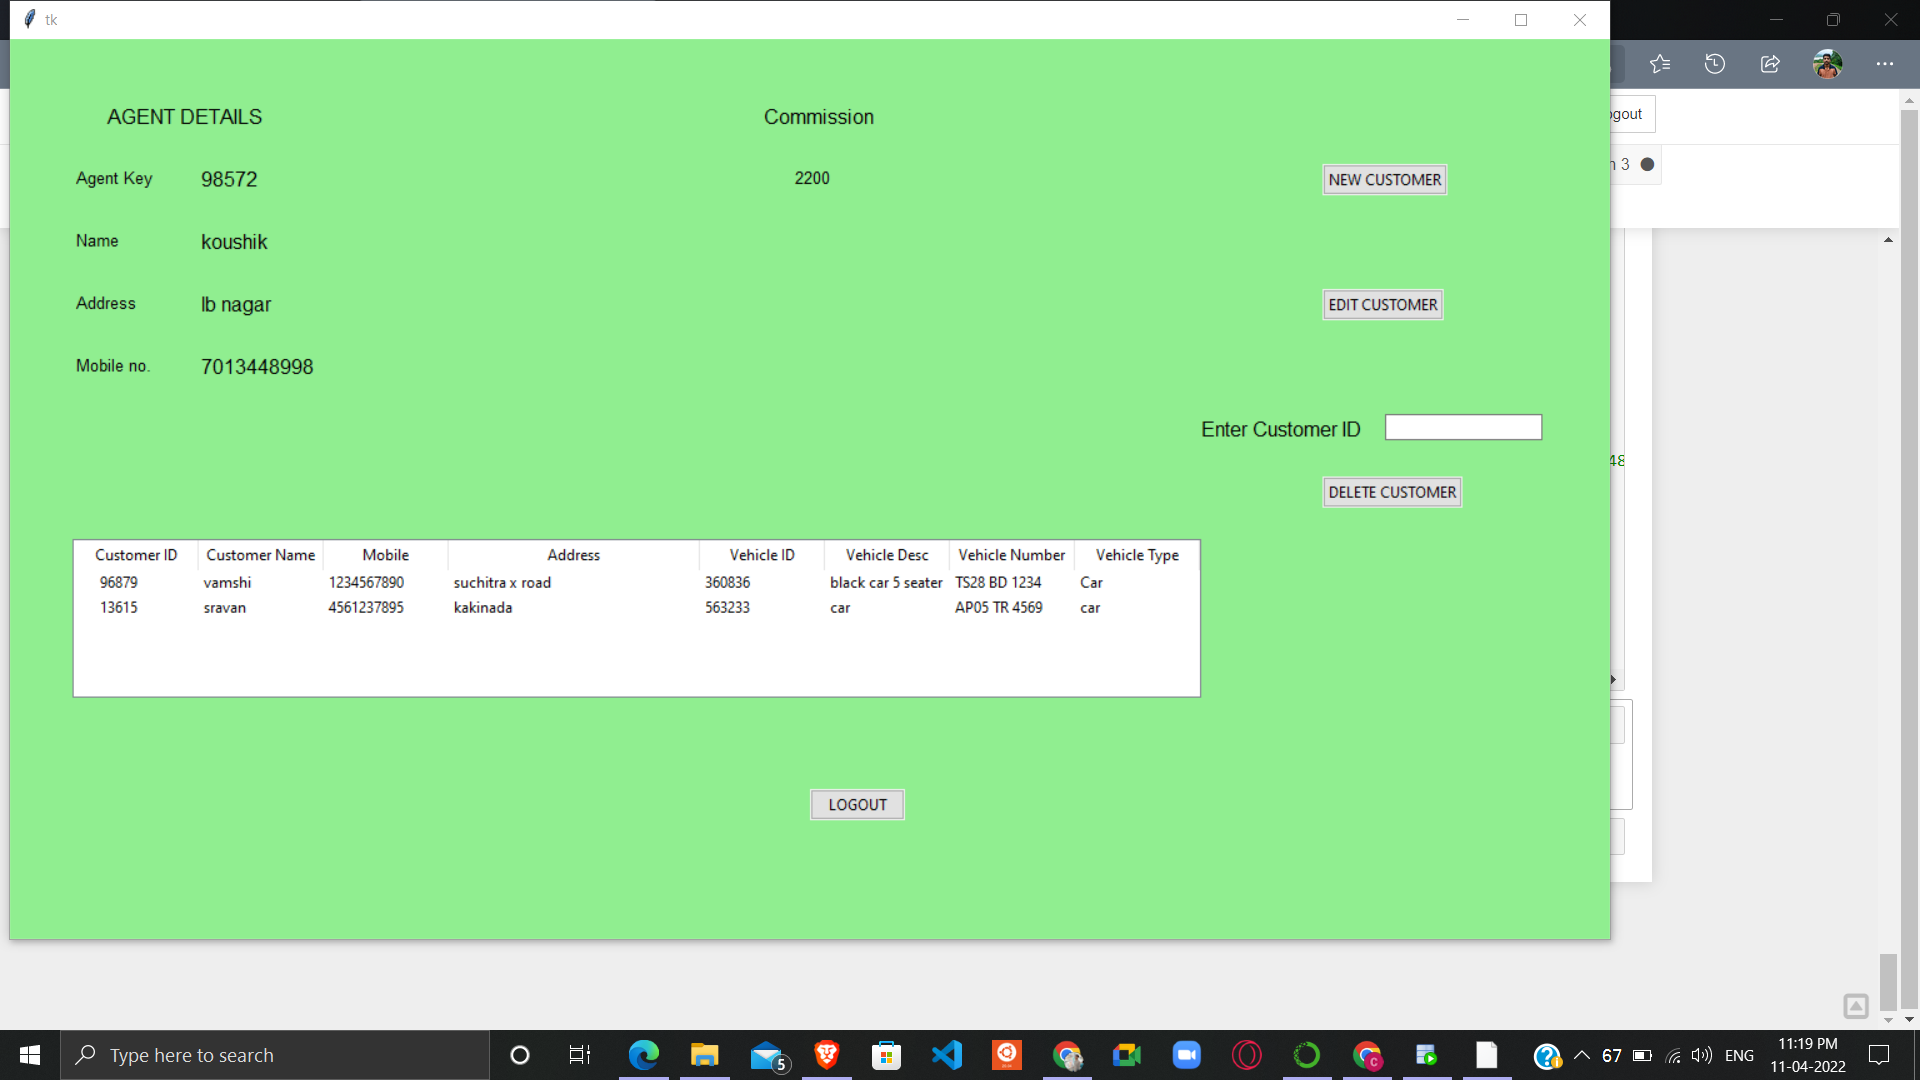 tk
ogout
AGENT DETAILS Commission
3
Agent Key 98572 2200 NEW CUSTOMER
Name koushik
Address lb nagar EDIT CUSTOMER
Mobile no. 7013448998
Enter Customer ID
48
DELETE CUSTOMER
Customer ID Customer Name Mobile Address Vehicle ID Vehicle Desc Vehicle Number Vehicle Type
96879 vamshi 1234567890 suchitra x road 360836 black car 5 seater TS28 BD 1234 Car
13615 sravan 4561237895 kakinada 563233 car AP05 TR 4569 car
LOGOUT
Type here to search 5 67 ENG 11:19 PM
11-04-2022